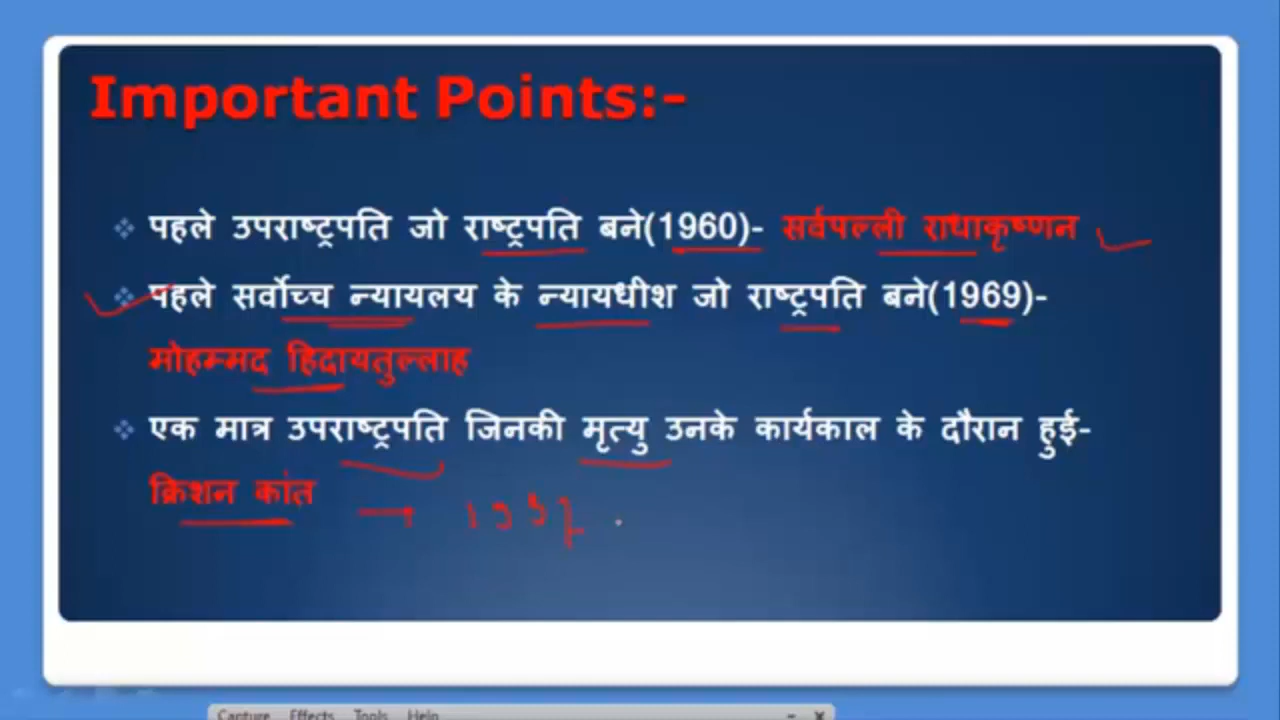 Important Points:-
पहले उपराष्ट्रपति जो राष्ट्रपति बने(1960)- सर्वपल्ली राधाकृष्णन
पहले सर्वोच्च न्यायलय के न्यायधीश जो राष्ट्रपति बने(1969)-
मोहम्मद हिदायतुल्लाह
एक मात्र उपराष्ट्रपति जिनकी मृत्यु उनके कार्यकाल के दौरान हुई-
क्रिशन कांत
Capture Effects Tools Help